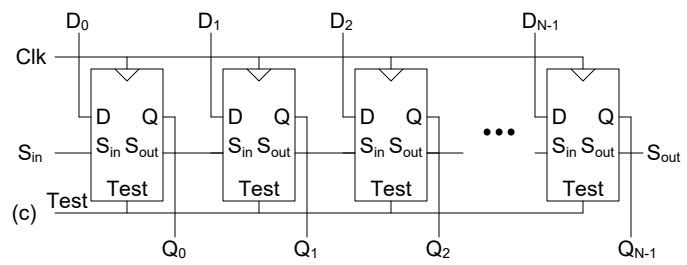 D0 D1 D2 DN-1
Clk
D Q D Q D Q D Q
Sin Sin Sout Sin Sout Sin Sout Sin Sout Sout
Test Test Test Test
(c) Test
Q0 Q1 Q2 QN-1